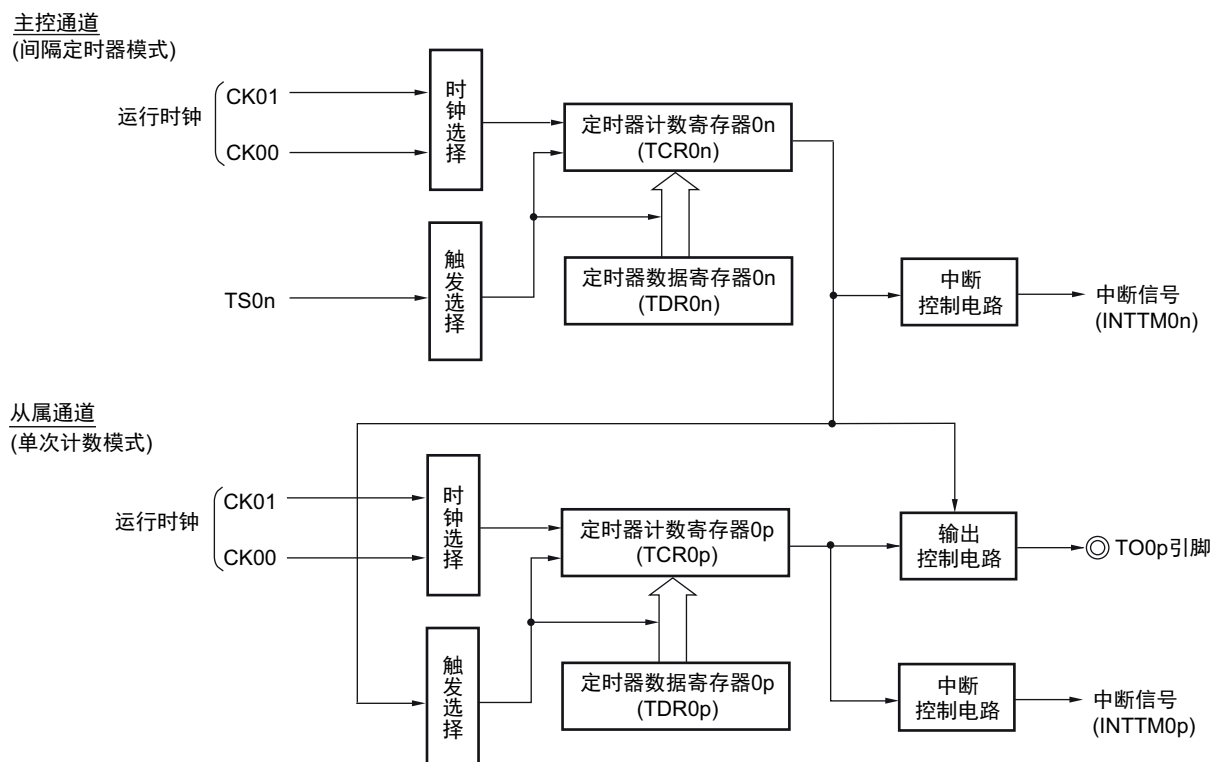 主控通道
(间隔定时器模式)
运行时钟
CK01
CK00
时钟选择
定时器计数寄存器0n
(TCR0n)
TS0n
触发选择
定时器数据寄存器0n
(TDR0n)
中断
控制电路
中断信号
(INTTM0n)
从属通道
(单次计数模式)
运行时钟
CK01
CK00
时钟选择
定时器计数寄存器0p
(TCR0p)
输出
控制电路
TO0p引脚
触发选择
定时器数据寄存器0p
(TDR0p)
中断
控制电路
中断信号
(INTTM0p)